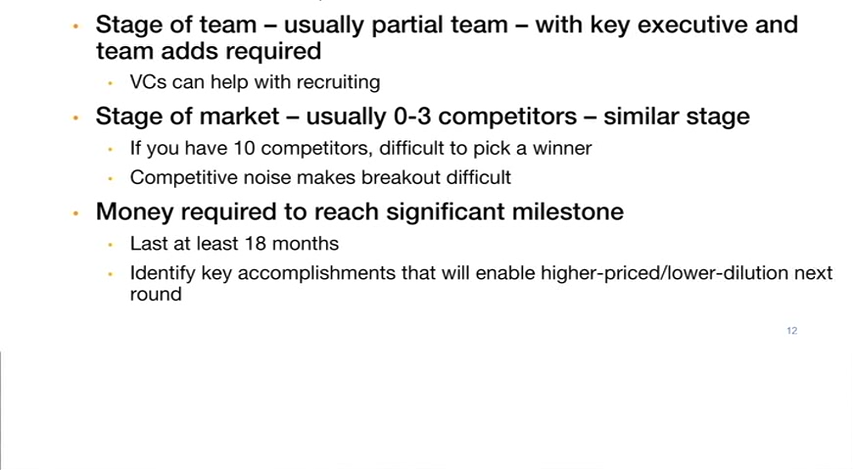 • Stage of team – usually partial team – with key executive and
team adds required
• VCs can help with recruiting
• Stage of market – usually 0-3 competitors – similar stage
• If you have 10 competitors, difficult to pick a winner
• Competitive noise makes breakout difficult
• Money required to reach significant milestone
• Last at least 18 months
• Identify key accomplishments that will enable higher-priced/lower-dilution next
round
12